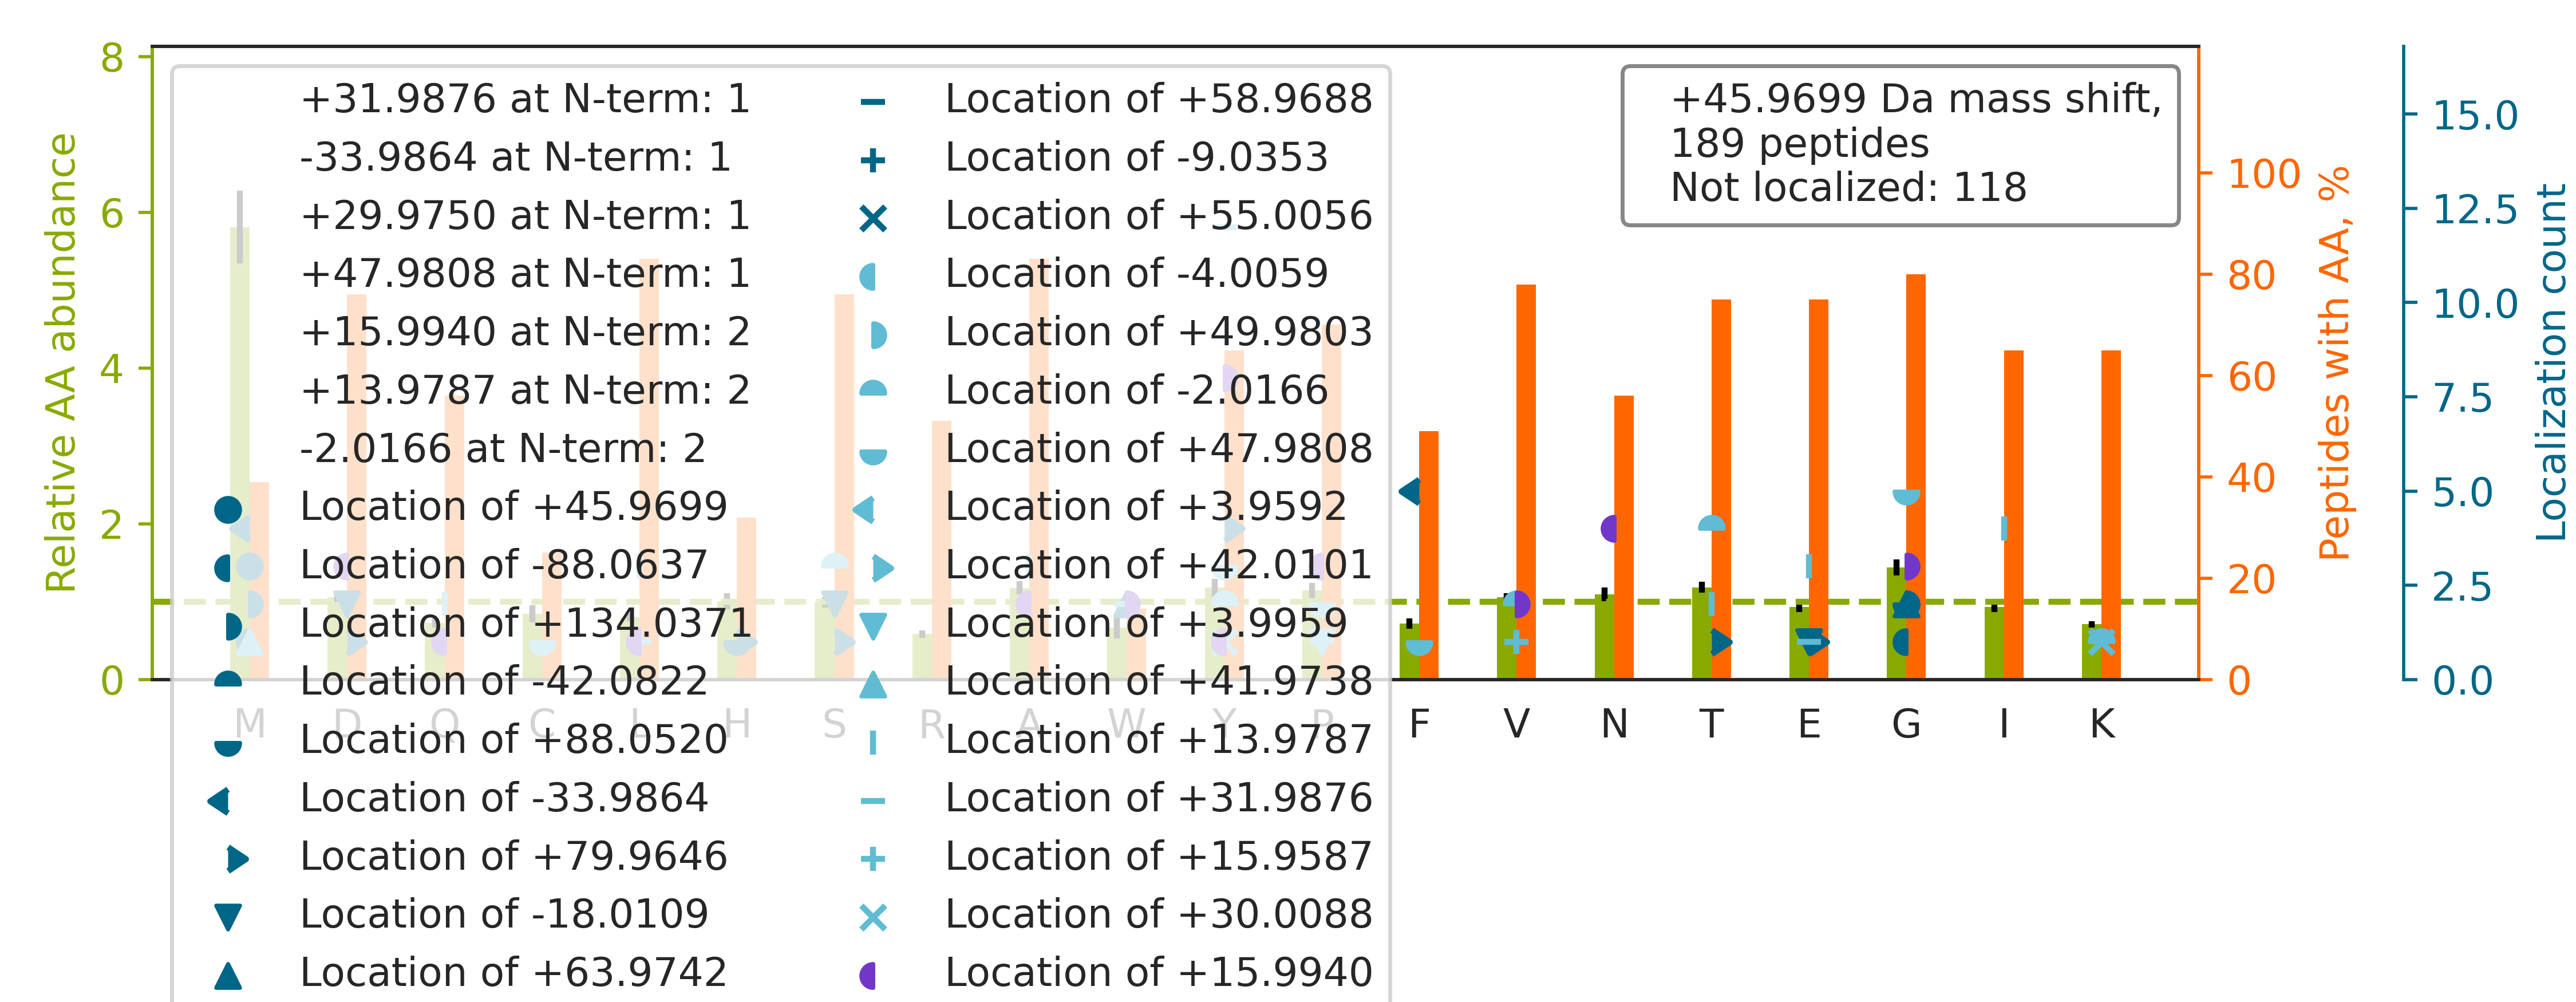 8
6
4
2
0
Relative AA abundance
+31.9876 at N-term: 1
-33.9864 at N-term: 1
+29.9750 at N-term: 1
+47.9808 at N-term: 1
+15.9940 at N-term: 2
+13.9787 at N-term: 2
-2.0166 at N-term: 2
Location of +45.9699
Location of -88.0637
Location of +134.0371
Location of -42.0822
Location of +88.0520
Location of -33.9864
Location of +79.9646
Location of -18.0109
Location of +63.9742
Location of +58.9688
Location of -9.0353
Location of +55.0056
Location of -4.0059
Location of +49.9803
Location of -2.0166
Location of +47.9808
Location of +3.9592
Location of +42.0101
Location of +3.9959
Location of +41.9738
Location of +13.9787
Location of +31.9876
Location of +15.9587
Location of +30.0088
Location of +15.9940
+45.9699 Da mass shift,
189 peptides
Not localized: 118
M D Q C L H S R A W Y P F V N T E G I K
100
80
60
40
20
0
Peptides with AA, %
15.0
12.5
10.0
7.5
5.0
2.5
0.0
Localization count